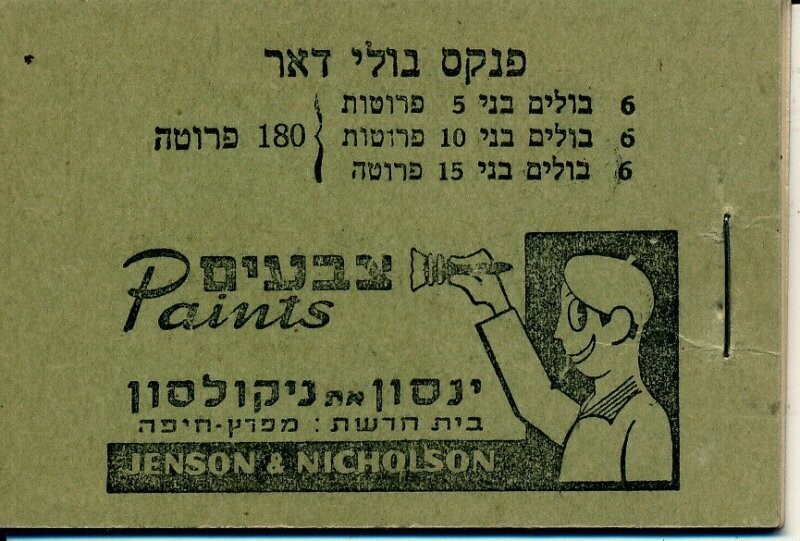 פנקס בולי דאר
6 בולים בני 5 פרוטות
6 בולים בני 10 פרוטות
6 בולים בני 15 פרוטה
180 פרוטה
צבעים
Paints
ינסון את ניקולסון
בית חרשת: מפרץ-חיפה
JENSON & NICHOLSON